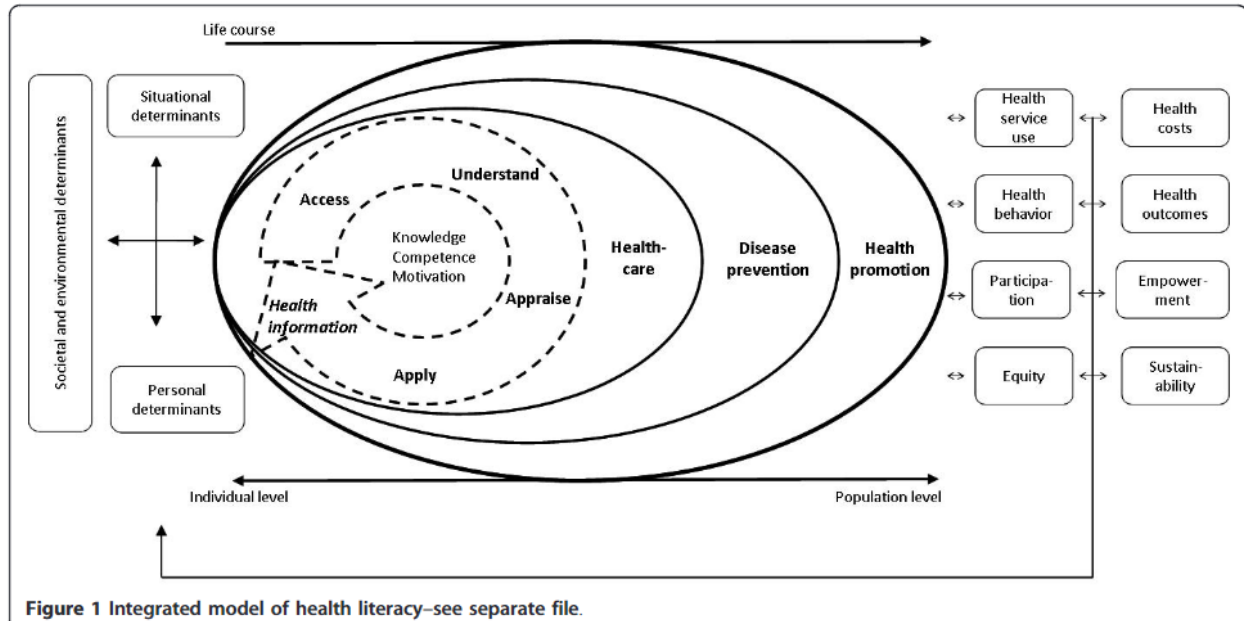 Life course
Societal and environmental determinants
Situational
determinants
Personal
determinants
Access
Understand
Knowledge
Competence
Motivation
Health
information
Appraise
Apply
Health-
care
Disease
prevention
Health
promotion
Health
service
use
Health
costs
Health
behavior
Health
outcomes
Participa-
tion
Empower-
ment
Equity
Sustain-
ability
Individual level
Population level
Figure 1 Integrated model of health literacy–see separate file.